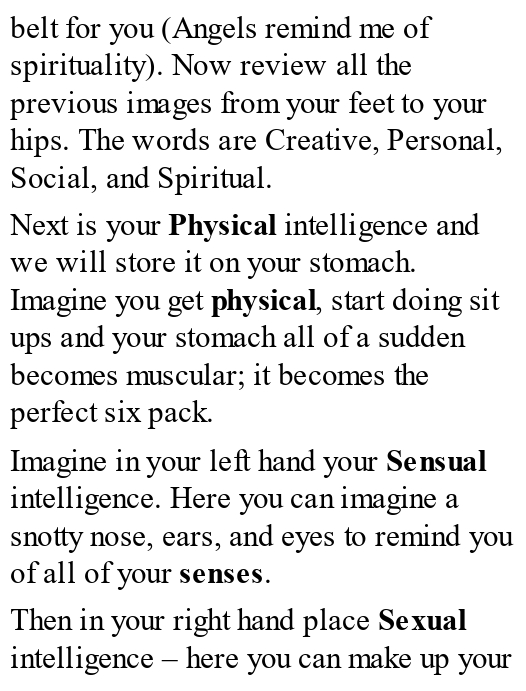 belt for you (Angels remind me of
spirituality). Now review all the
previous images from your feet to your
hips. The words are Creative, Personal,
Social, and Spiritual.
Next is your Physical intelligence and
we will store it on your stomach.
Imagine you get physical, start doing sit
ups and your stomach all of a sudden
becomes muscular; it becomes the
perfect six pack.
Imagine in your left hand your Sensual
intelligence. Here you can imagine a
snotty nose, ears, and eyes to remind you
of all of your senses.
Then in your right hand place Sexual
intelligence – here you can make up your